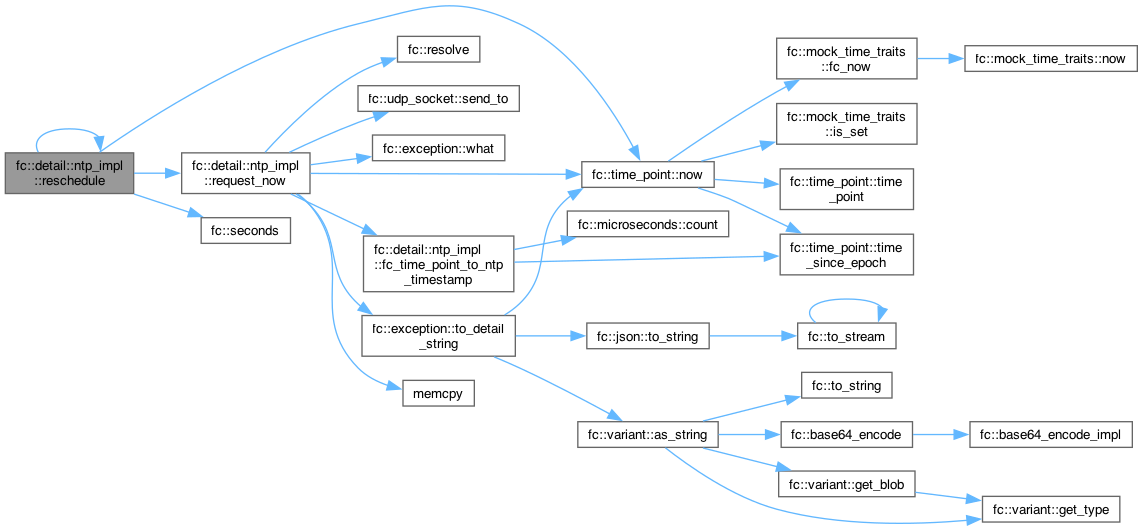 fc::detail::ntp_impl
::reschedule
fc::detail::ntp_impl
::request_now
fc::seconds
fc::resolve
fc::udp_socket::send_to
fc::exception::what
fc::detail::ntp_impl
::fc_time_point_to_ntp
_timestamp
fc::exception::to_detail
_string
memcpy
fc::time_point::now
fc::microseconds::count
fc::json::to_string
fc::variant::as_string
fc::mock_time_traits
::fc_now
fc::mock_time_traits
::is_set
fc::time_point::time
_point
fc::time_point::time
_since_epoch
fc::to_stream
fc::to_string
fc::base64_encode
fc::variant::get_blob
fc::mock_time_traits::now
fc::base64_encode_impl
fc::variant::get_type